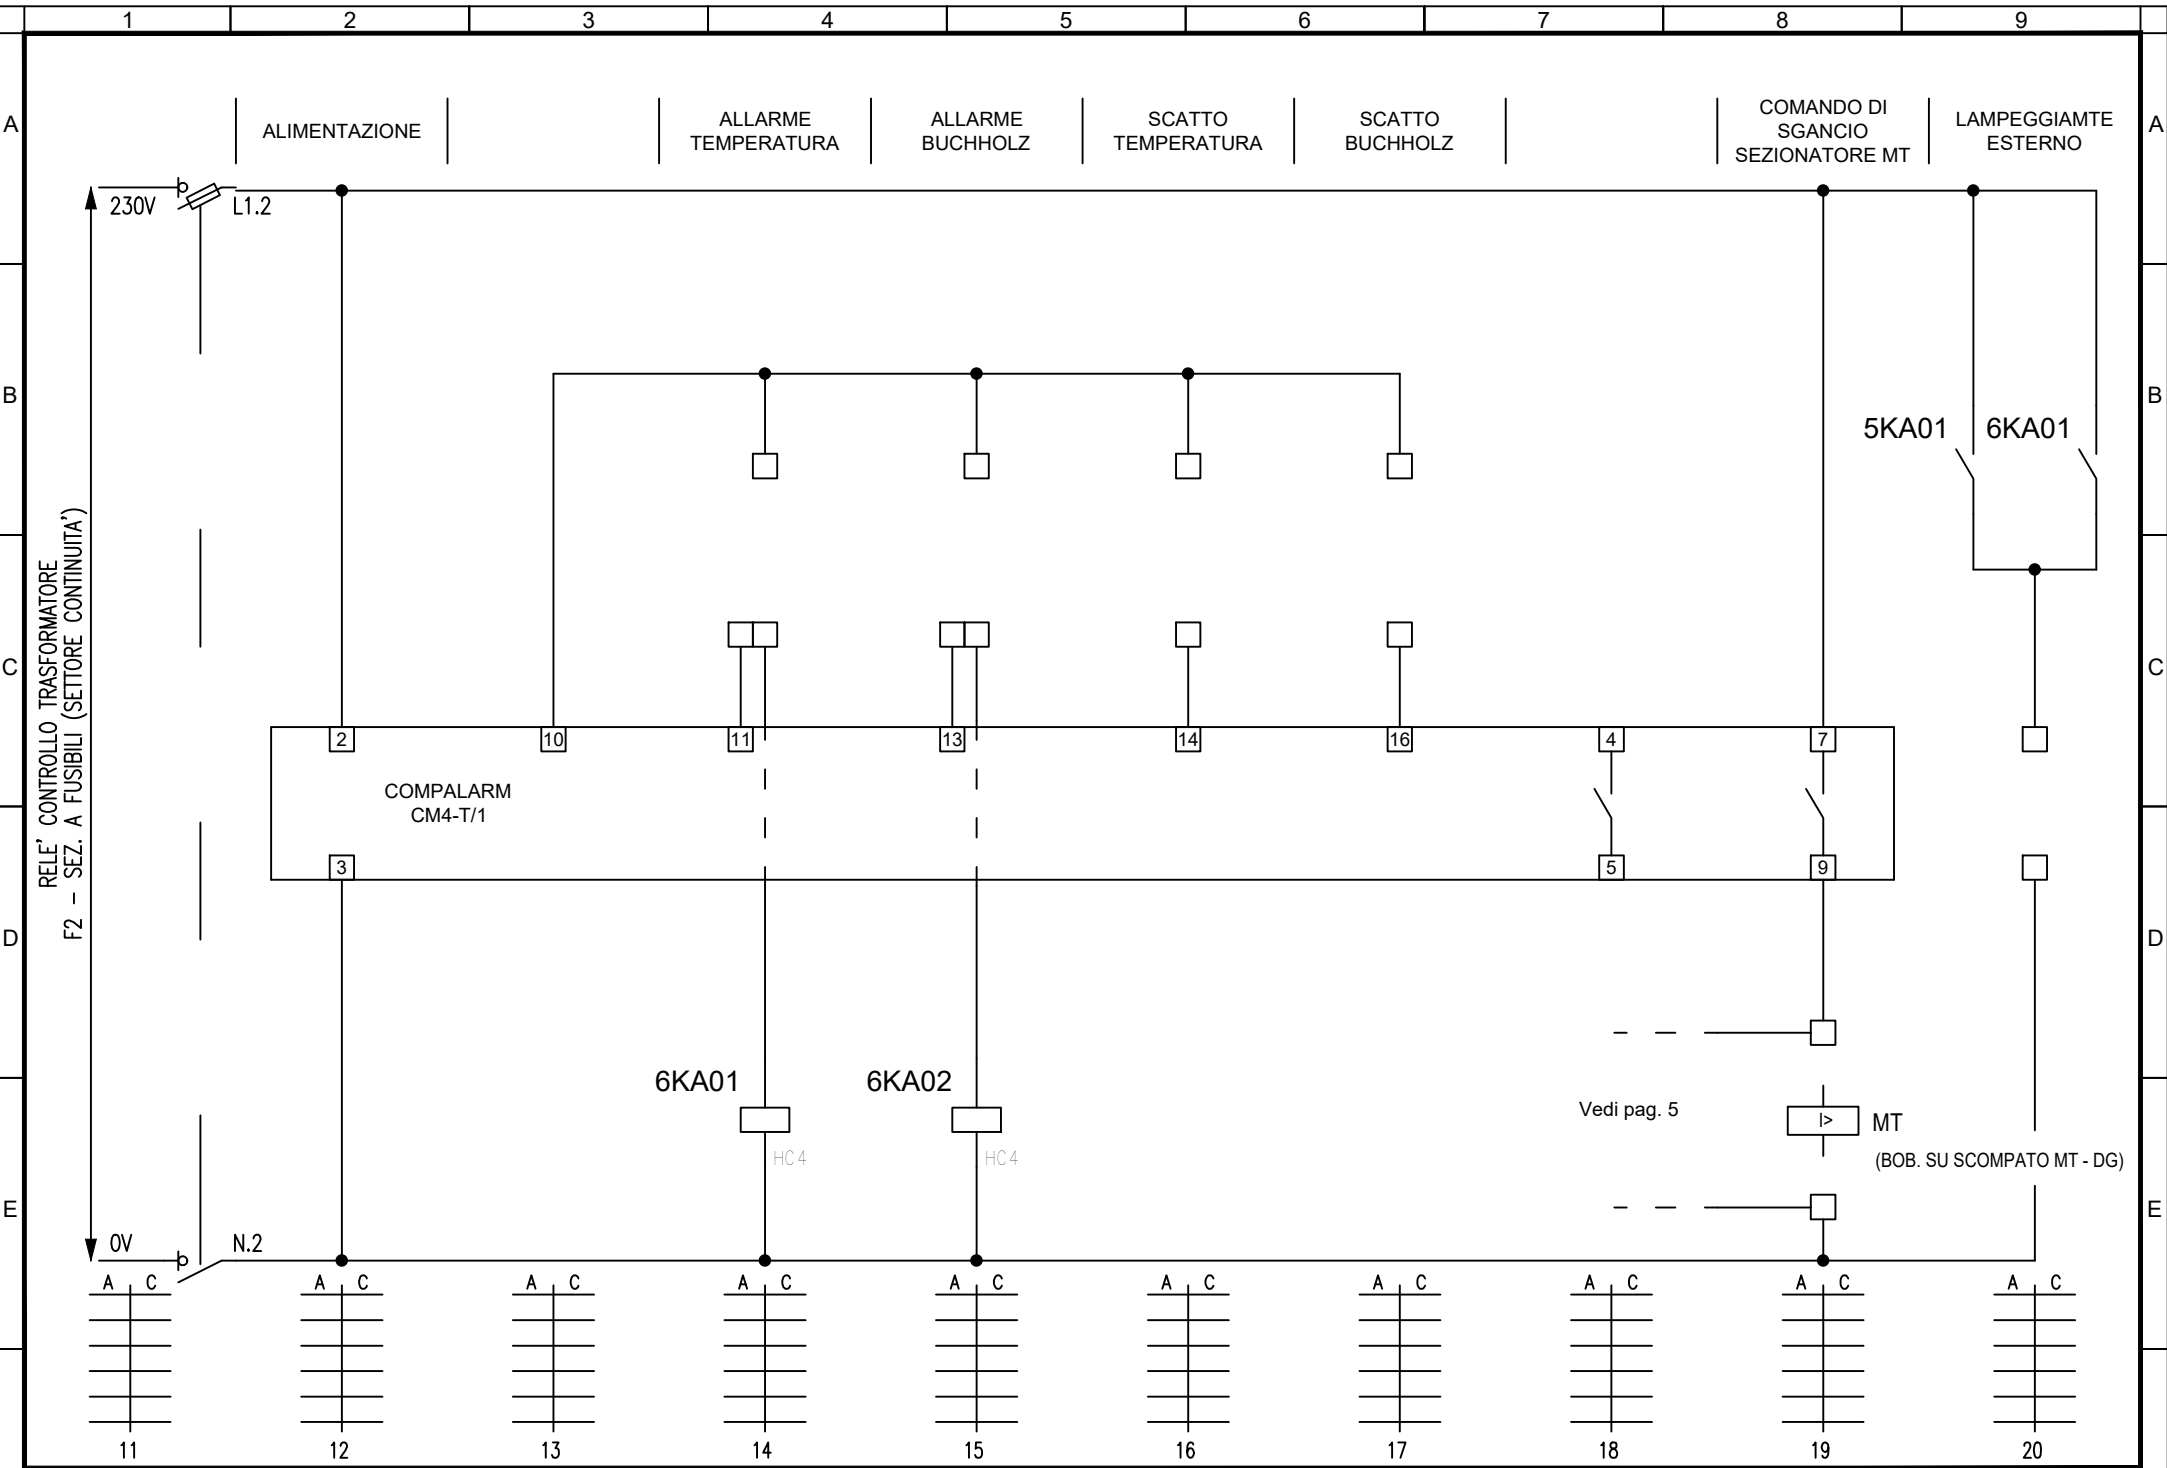 1 2 3 4 5 6 7 8 9
A A
ALIMENTAZIONE
ALLARME
TEMPERATURA
ALLARME
BUCHHOLZ
SCATTO
TEMPERATURA
SCATTO
BUCHHOLZ
COMANDO DI
SGANCIO
SEZIONATORE MT
LAMPEGGIAMTE
ESTERNO
230V L1.2
B B
5KA01 6KA01
RELE' CONTROLLO TRASFORMATORE
F2 - SEZ. A FUSIBILI (SETTORE CONTINUITA')
C C
2 10 11 13 14 16 4 7
COMPALARM
CM4-T/1
3 5 9
D D
6KA01 6KA02
Vedi pag. 5
|> MT
HC4 HC4
(BOB. SU SCOMPATO MT - DG)
E E
0V N.2
A C A C A C A C A C A C A C A C A C A C
11 12 13 14 15 16 17 18 19 20